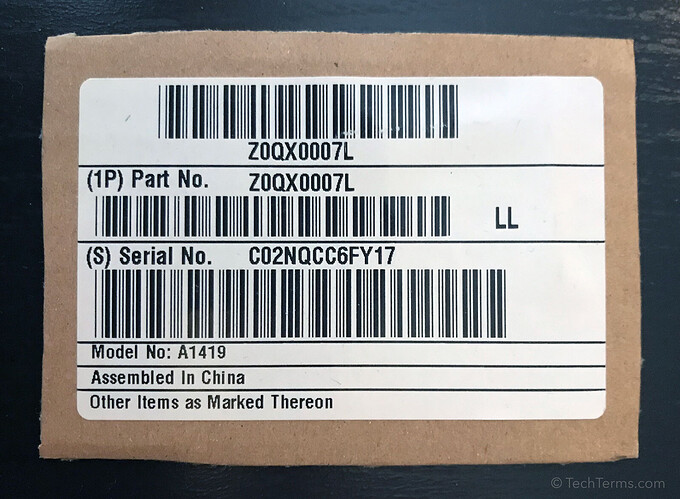 Z0QX0007L
(1P) Part No. Z0QX0007L
LL
(S) Serial No. C02NQCC6FY17
Model No: A1419
Assembled In China
Other Items as Marked Thereon
© TechTerms.com